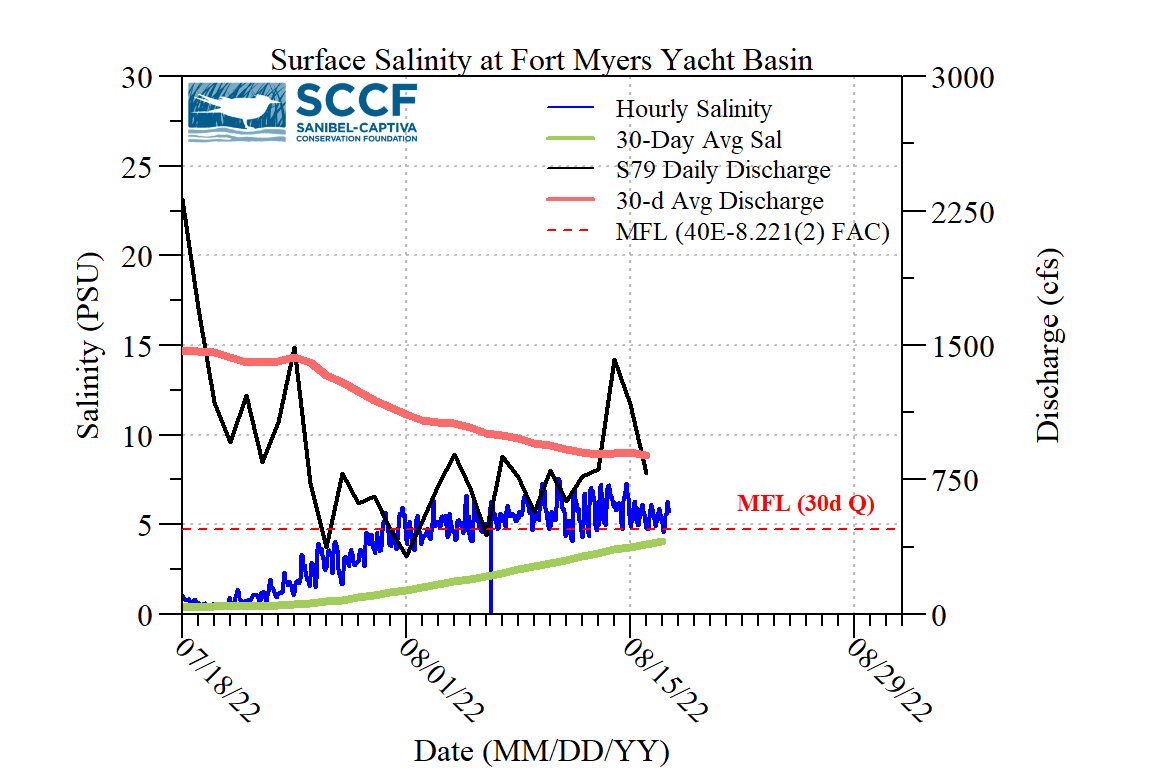 Surface Salinity at Fort Myers Yacht Basin
SCCF
SANIBEL-CAPTIVA
CONSERVATION FOUNDATION
Hourly Salinity
30-Day Avg Sal
S79 Daily Discharge
30-d Avg Discharge
MFL (40E-8.221(2) FAC)
30
25
20
15
10
5
0
Salinity (PSU)
3000
2250
1500
750
0
Discharge (cfs)
MFL (30d Q)
07/18/22
08/01/22
08/15/22
08/29/22
Date (MM/DD/YY)